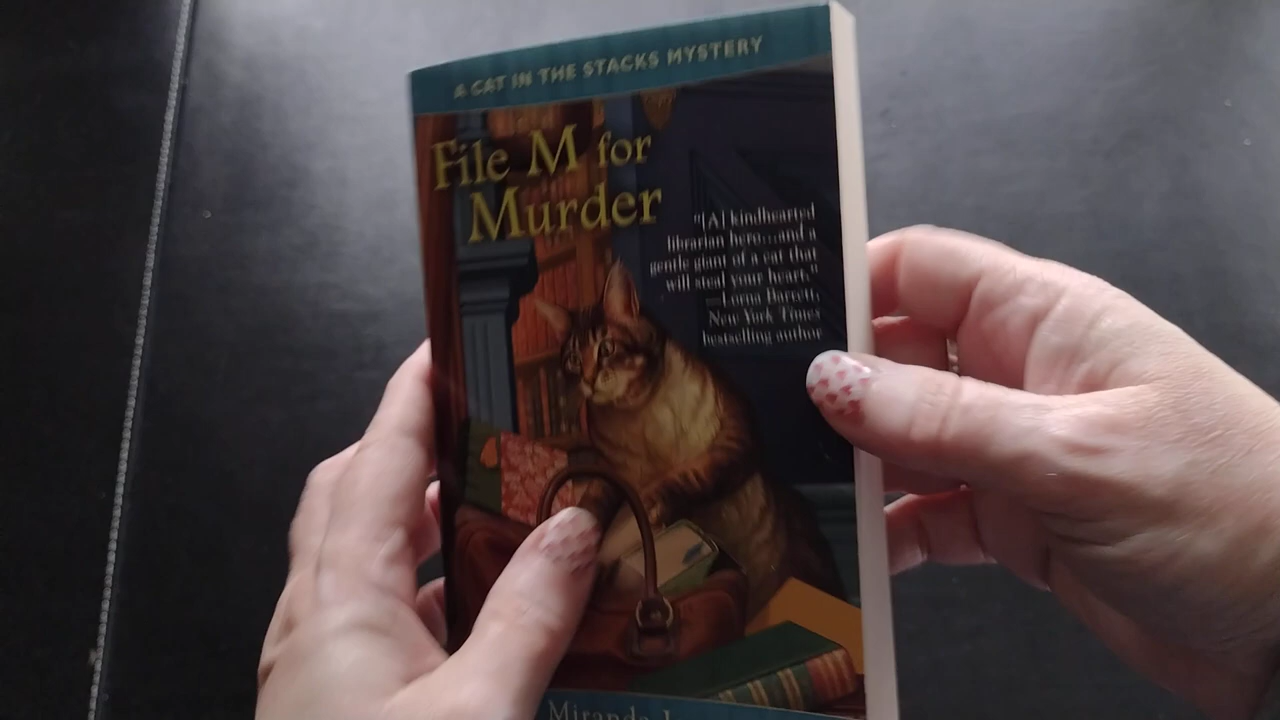 A CAT IN THE STACKS MYSTERY
File M for
Murder
"[A] kindhearted
librarian hero...and a
gentle giant of a cat that
will steal your heart."
—Lorna Barrett,
New York Times
bestselling author
Miranda